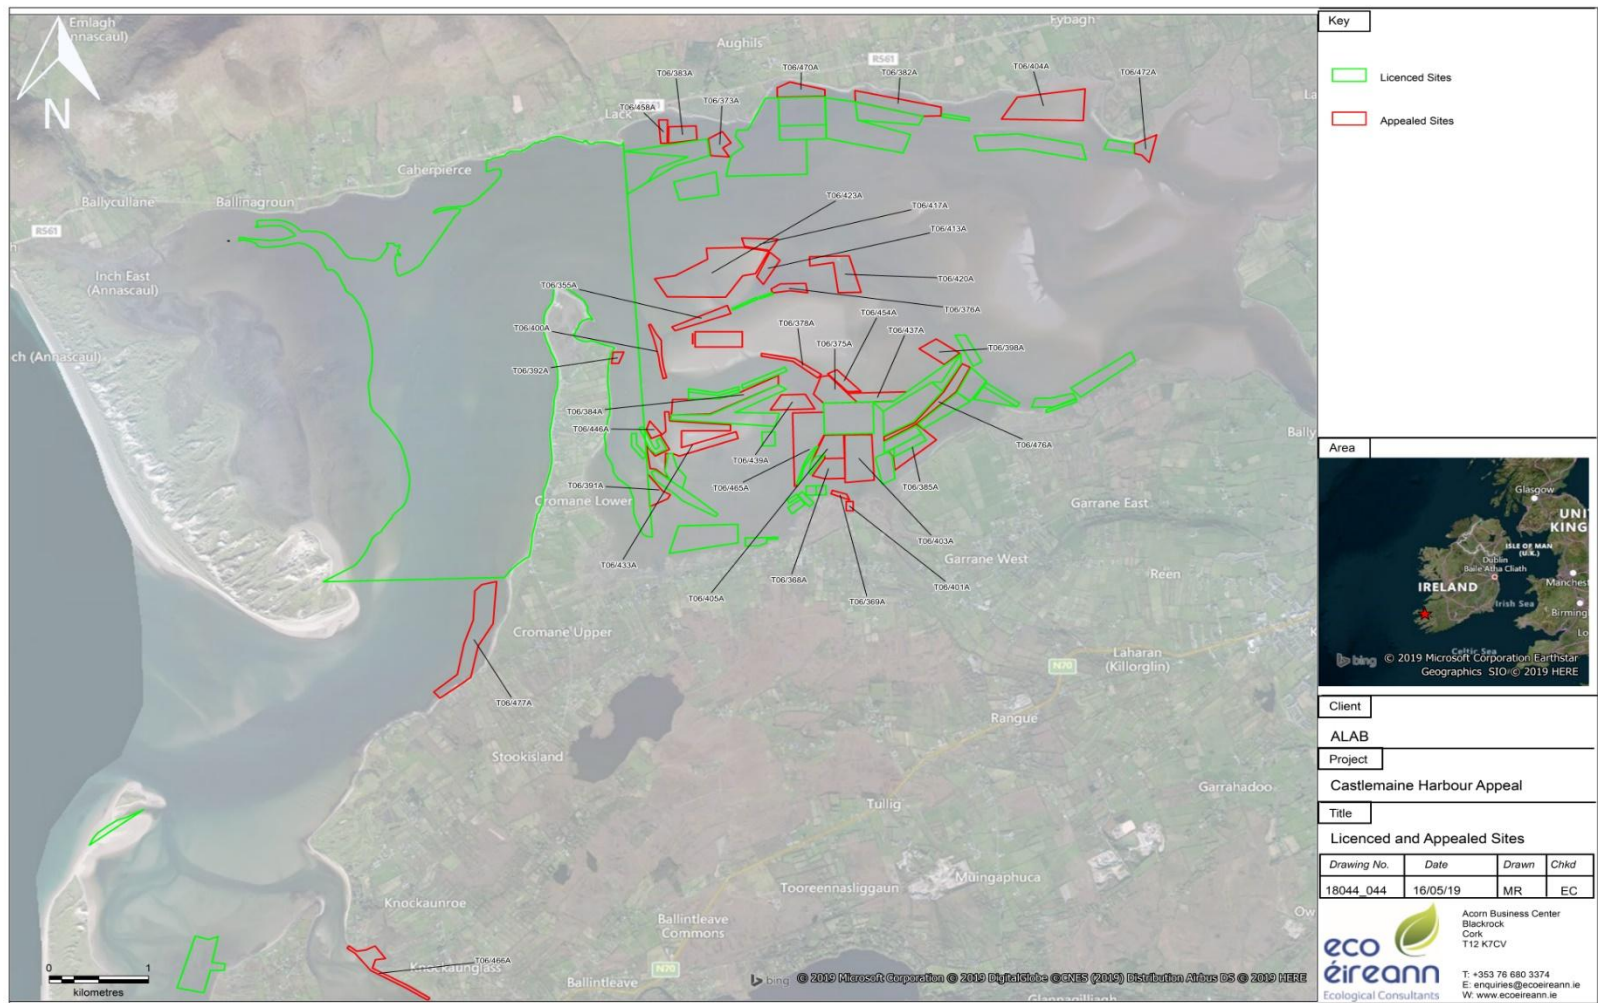 Emlagh
(Annascaul)
N
Aughils
Fybagh
R561
T06/383A
T06/470A
T06/382A
T06/404A
T06/472A
T06/458A
T06/373A
Lack
Caherpierce
Ballycullane
Ballinagroun
R561
T06/423A
T06/417A
T06/413A
T06/420A
T06/376A
Inch East
(Annascaul)
T06/355A
T06/400A
T06/392A
T06/378A
T06/454A
T06/375A
T06/437A
T06/398A
ch (Annascaul)
T06/384A
T06/446A
T06/439A
T06/476A
Bally
T06/391A
T06/465A
T06/385A
Cromane Lower
Garrane East
T06/433A
T06/405A
T06/368A
T06/369A
T06/403A
T06/401A
Garrane West
Reen
Cromane Upper
Laharan
(Killorglin)
N70
T06/477A
Rangue
Stookisland
Garrahadoo
Tullig
Muingaphuca
Tooreennasliggaun
Knockaunroe
Ballintleave
Commons
Ow
T06/466A
Knockaunglass
N70
Ballintleave
Glannagilliagh
0 1
kilometres
bing © 2019 Microsoft Corporation © 2019 DigitalGlobe ©CNES (2019) Distribution Airbus DS © 2019 HERE
Key
Licenced Sites
Appealed Sites
Area
Glasgow
UNI
KING
ISLE OF MAN
(U.K.)
Dublin
Baile Átha Cliath
Manchest
IRELAND
Irish Sea
Birming
Lo
Celtic Sea
bing © 2019 Microsoft Corporation Earthstar
Geographics SIO © 2019 HERE
Client
ALAB
Project
Castlemaine Harbour Appeal
Title
Licenced and Appealed Sites
Drawing No. Date Drawn Chkd
18044_044 16/05/19 MR EC
eco
éireann
Ecological Consultants
Acorn Business Center
Blackrock
Cork
T12 K7CV
T: +353 76 680 3374
E: enquiries@ecoeireann.ie
W: www.ecoeireann.ie